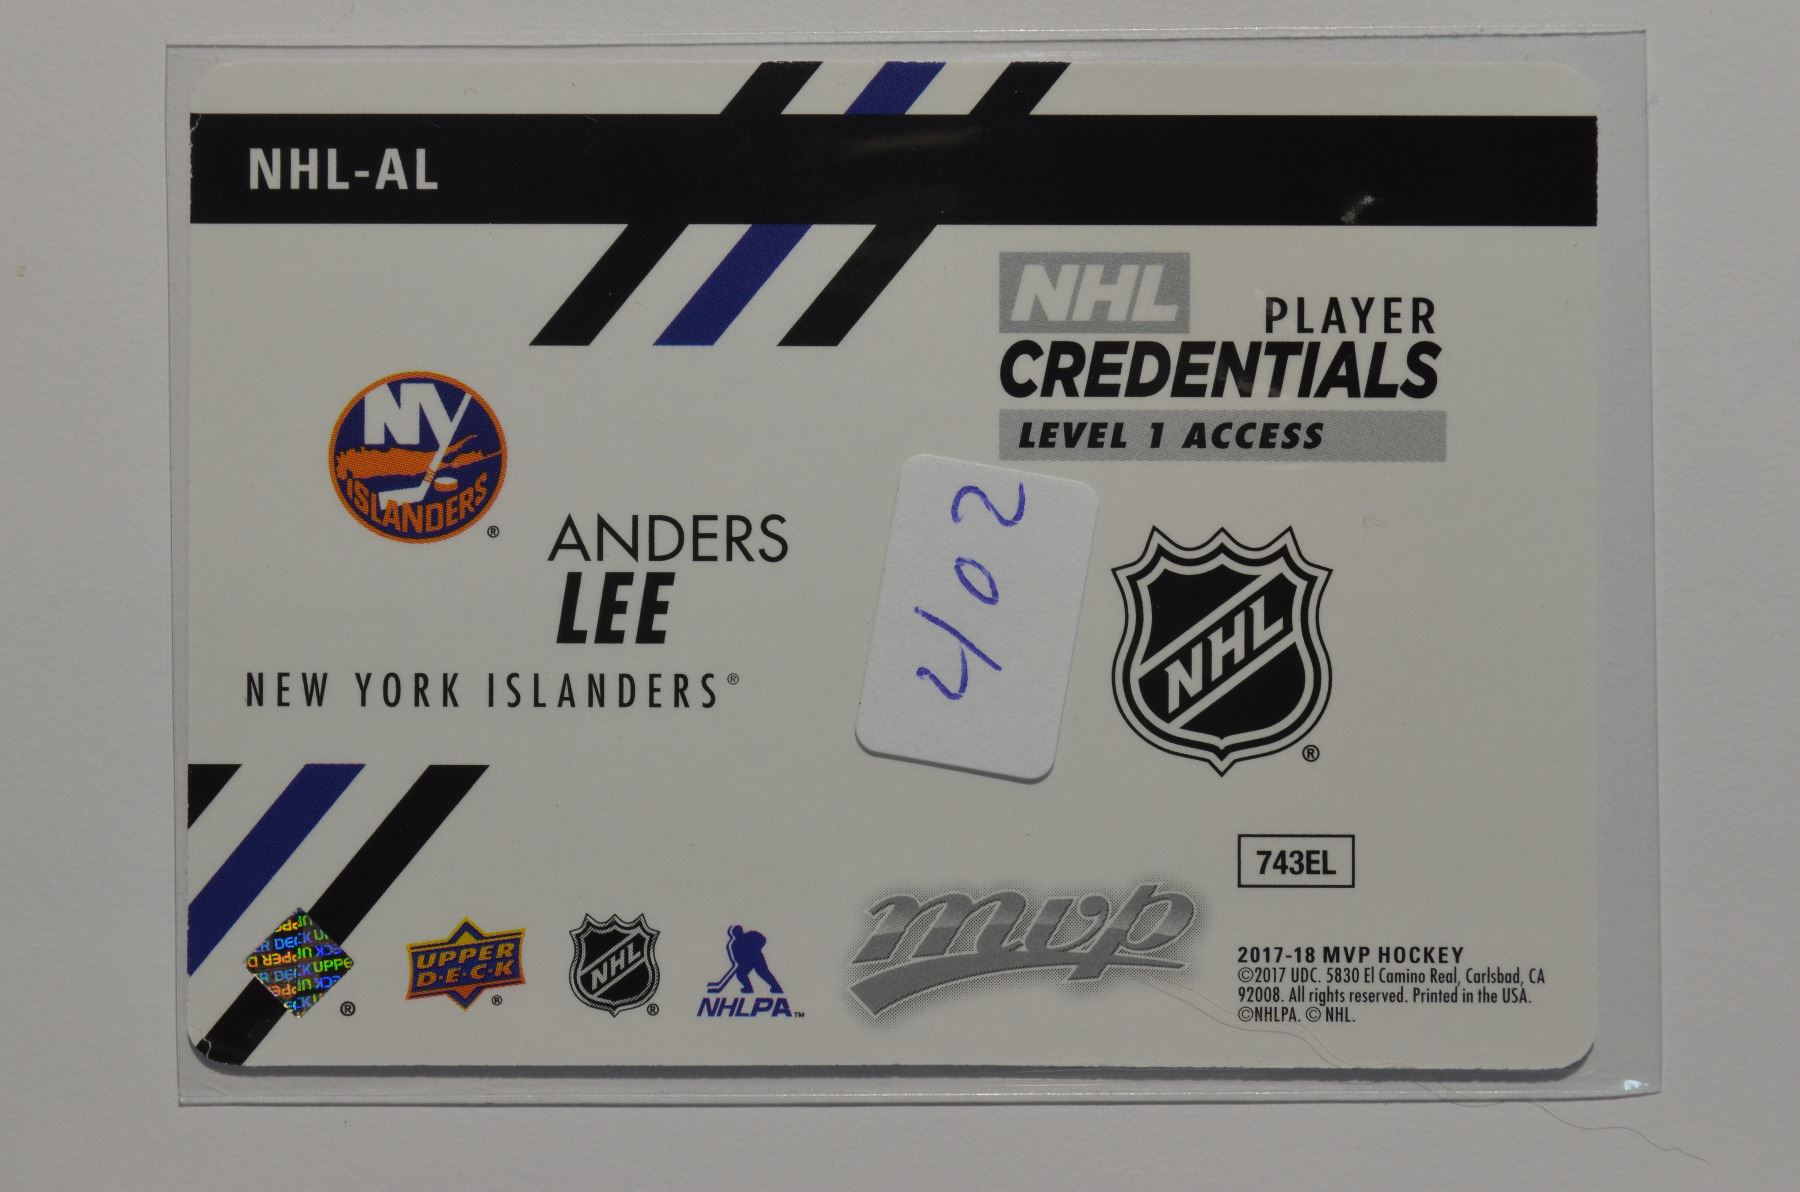 NHL-AL
NHL
PLAYER
CREDENTIALS
LEVEL 1 ACCESS
NY
ISLANDERS
®
ANDERS
LEE
NEW YORK ISLANDERS®
402
NHL
®
743EL
UPPER DECK
®
UPPER
D·E·C·K
®
NHL
®
NHLPA™
mvp
2017-18 MVP HOCKEY
©2017 UDC. 5830 El Camino Real, Carlsbad, CA
92008. All rights reserved. Printed in the USA.
©NHLPA. © NHL.